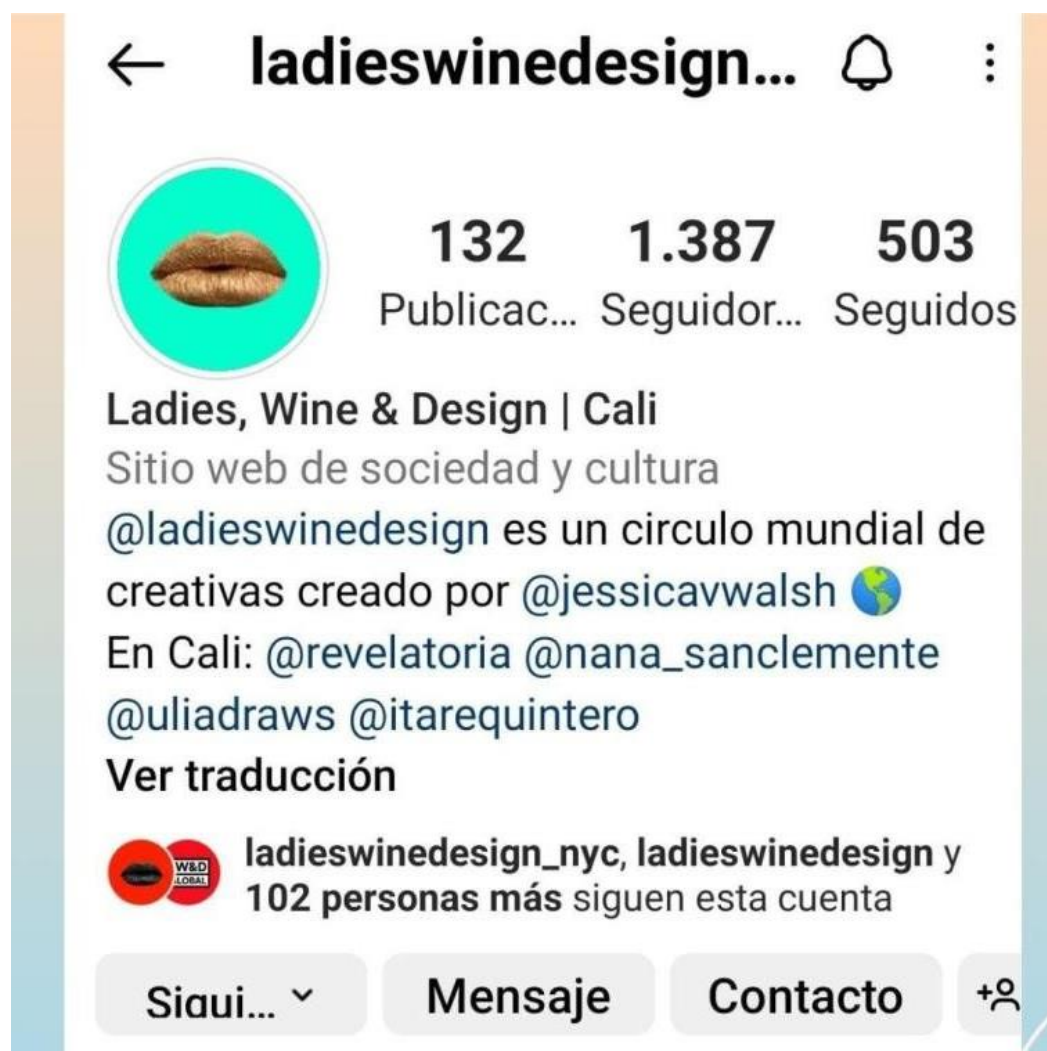 ladieswinedesign...
132 1.387 503
Publicac... Seguidor... Seguidos
Ladies, Wine & Design | Cali
Sitio web de sociedad y cultura
@ladieswinedesign es un circulo mundial de
creativas creado por @jessicavwalsh
En Cali: @revelatoria @nana_sanclemente
@uliadraws @itarequintero
Ver traducción
W&D
LOBAL
ladieswinedesign_nyc, ladieswinedesign y
102 personas más siguen esta cuenta
Sigui... Mensaje Contacto